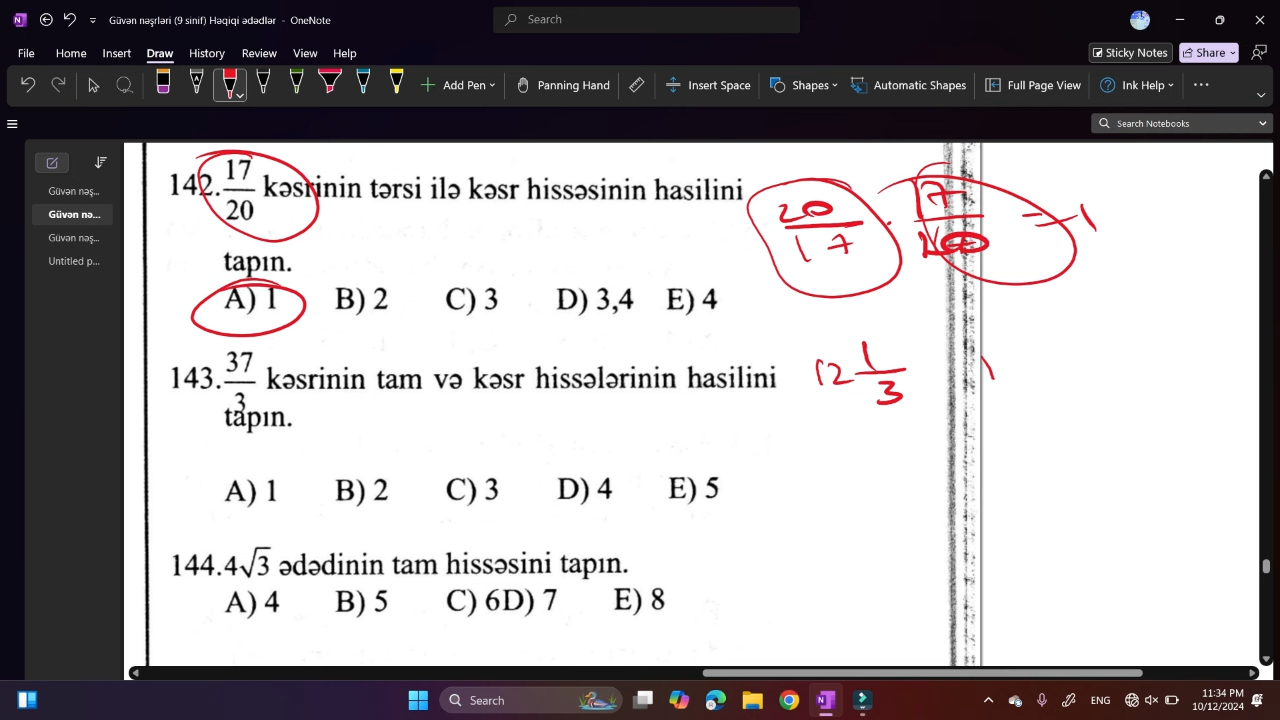 Güvən nəşrləri (9 sinif) Həqiqi ədədlər - OneNote
Search
File Home Insert Draw History Review View Help
Sticky Notes Share
Add Pen Panning Hand Insert Space Shapes Automatic Shapes Full Page View Ink Help
Search Notebooks
Güvən nəş...
Güvən nə...
Güvən nəş...
Untitled p...
142. 17/20 kəsrinin tərsi ilə kəsr hissəsinin hasilini
tapın.
20/17 · 17/20 = 1
A) 1 B) 2 C) 3 D) 3,4 E) 4
143. 37/3 kəsrinin tam və kəsr hissələrinin hasilini
tapın.
12 1/3
A) 1 B) 2 C) 3 D) 4 E) 5
144. 4√3 ədədinin tam hissəsini tapın.
A) 4 B) 5 C) 6D) 7 E) 8
Search
ENG
11:34 PM
10/12/2024